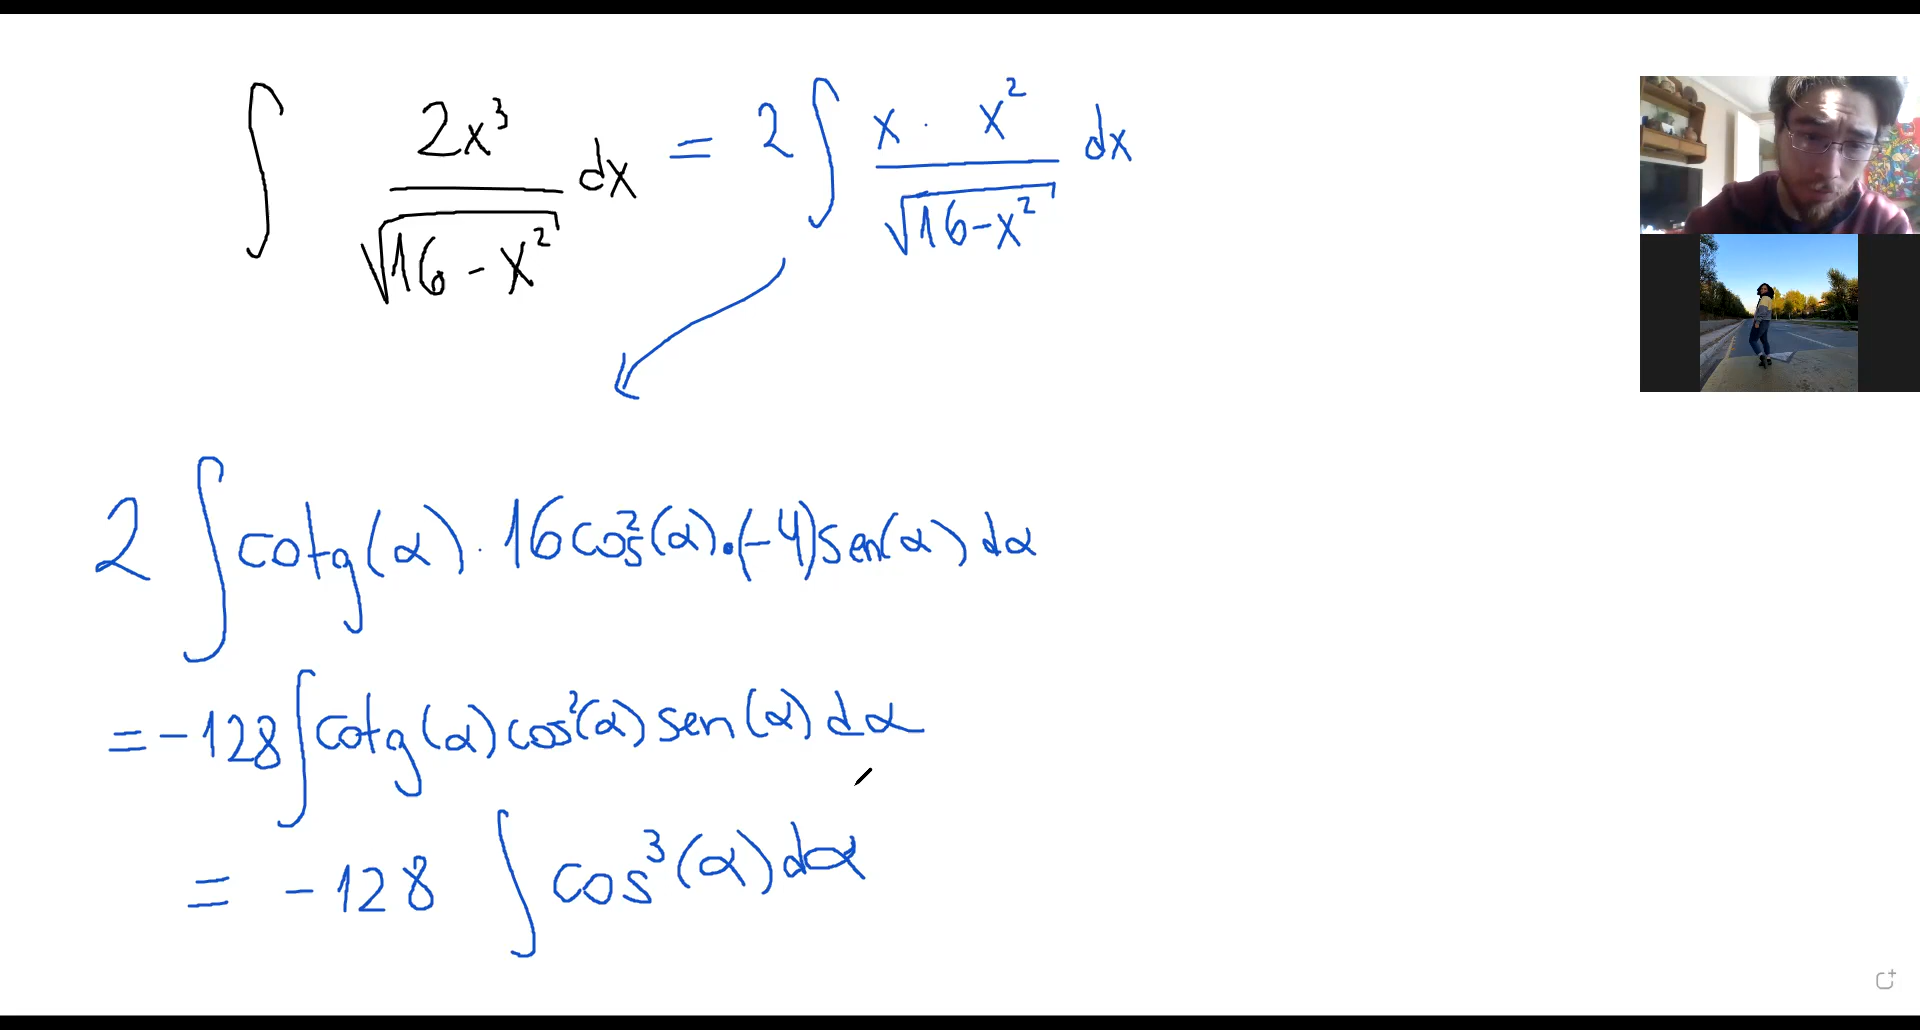 ∫ 2x³/√(16-x²) dx = 2 ∫ x · x²/√(16-x²) dx
2 ∫ cotg(α) · 16cos²(α)·(-4)sen(α) dα
= -128 ∫ cotg(α) cos²(α) sen(α) dα
= -128 ∫ cos³(α) dα